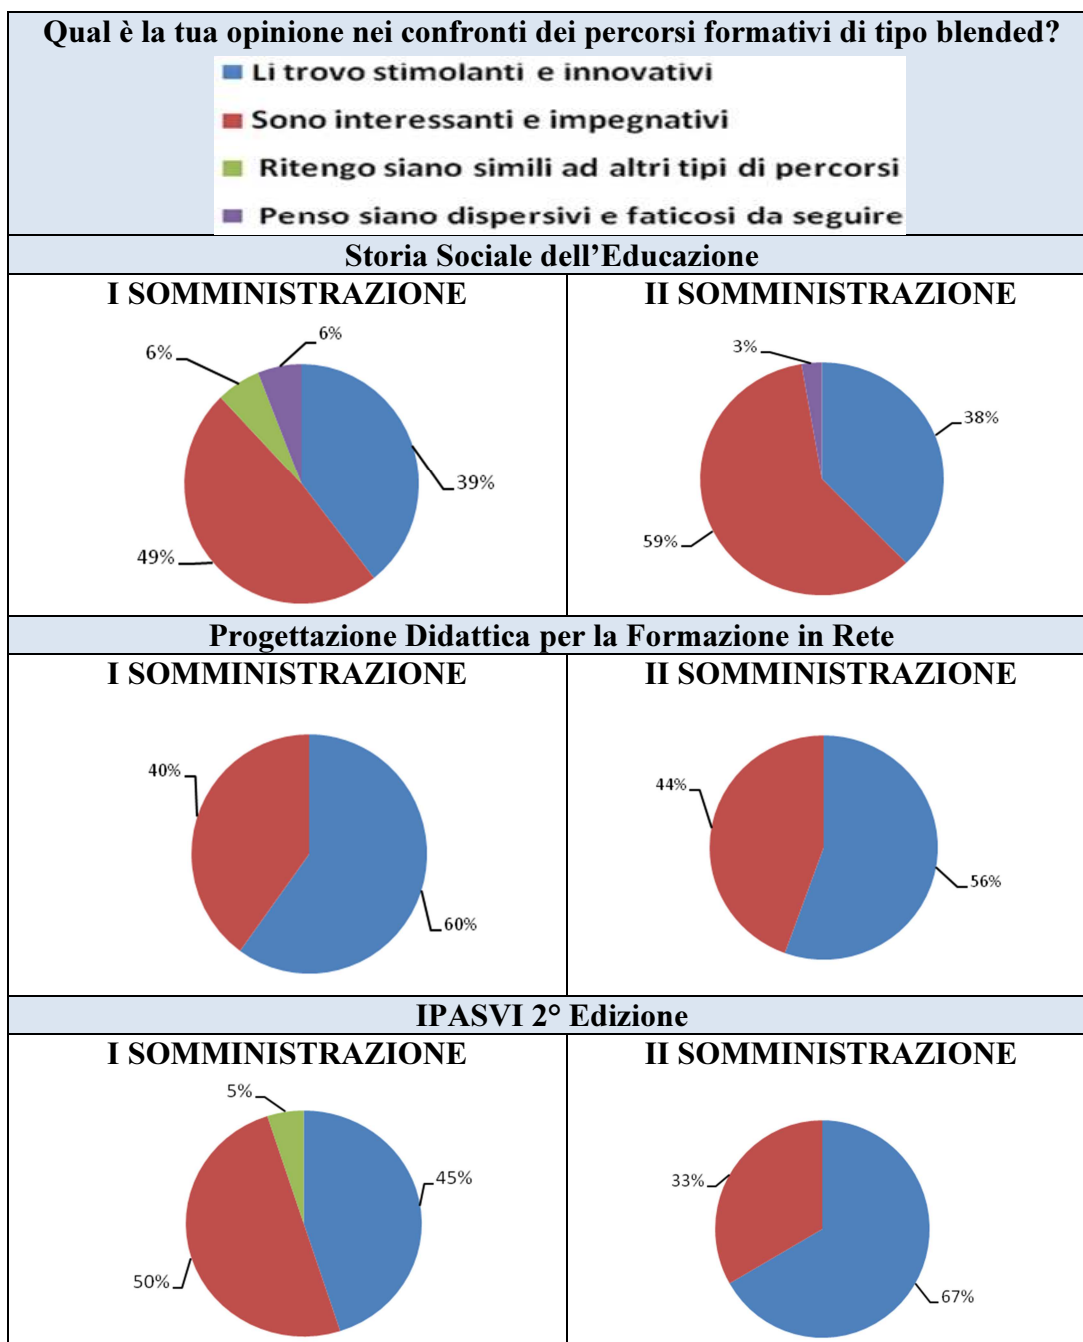 Qual è la tua opinione nei confronti dei percorsi formativi di tipo blended?
Li trovo stimolanti e innovativi
Sono interessanti e impegnativi
Ritengo siano simili ad altri tipi di percorsi
Penso siano dispersivi e faticosi da seguire
Storia Sociale dell’Educazione
I SOMMINISTRAZIONE
6%
6%
39%
49%
II SOMMINISTRAZIONE
3%
38%
59%
Progettazione Didattica per la Formazione in Rete
I SOMMINISTRAZIONE
40%
60%
II SOMMINISTRAZIONE
44%
56%
IPASVI 2° Edizione
I SOMMINISTRAZIONE
5%
45%
50%
II SOMMINISTRAZIONE
33%
67%